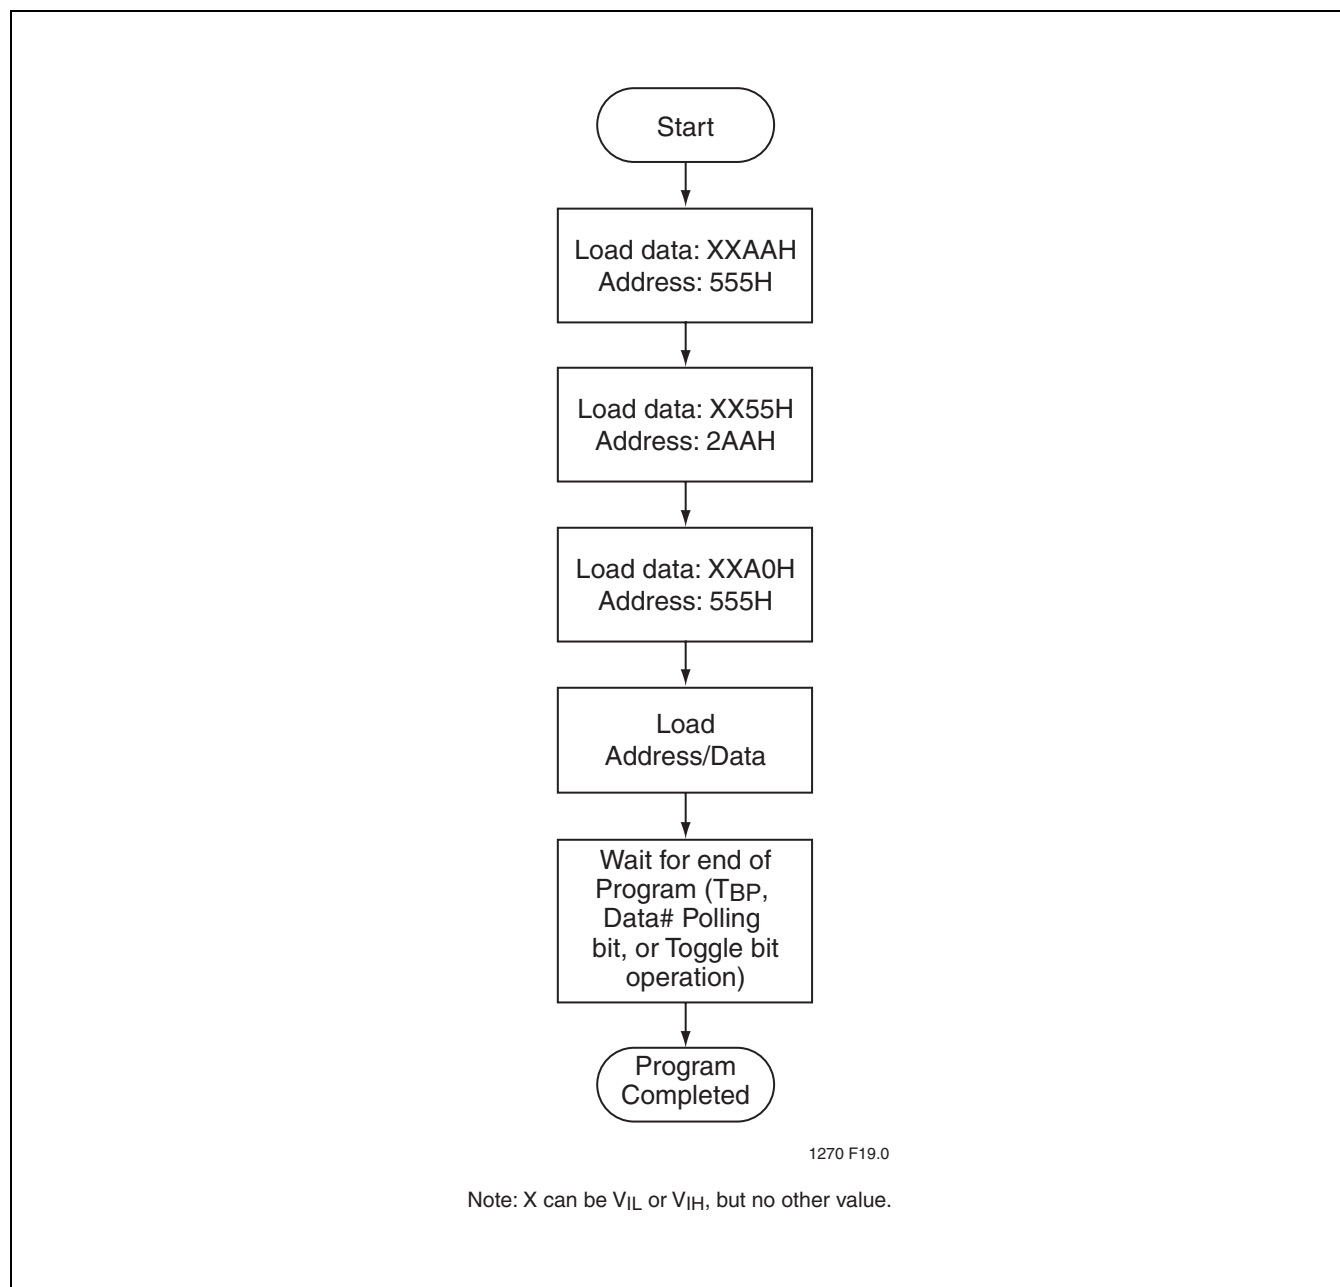 Start
Load data: XXAAH
Address: 555H
Load data: XX55H
Address: 2AAH
Load data: XXA0H
Address: 555H
Load
Address/Data
Wait for end of
Program (TBP,
Data# Polling
bit, or Toggle bit
operation)
Program
Completed
1270 F19.0
Note: X can be VIL or VIH, but no other value.